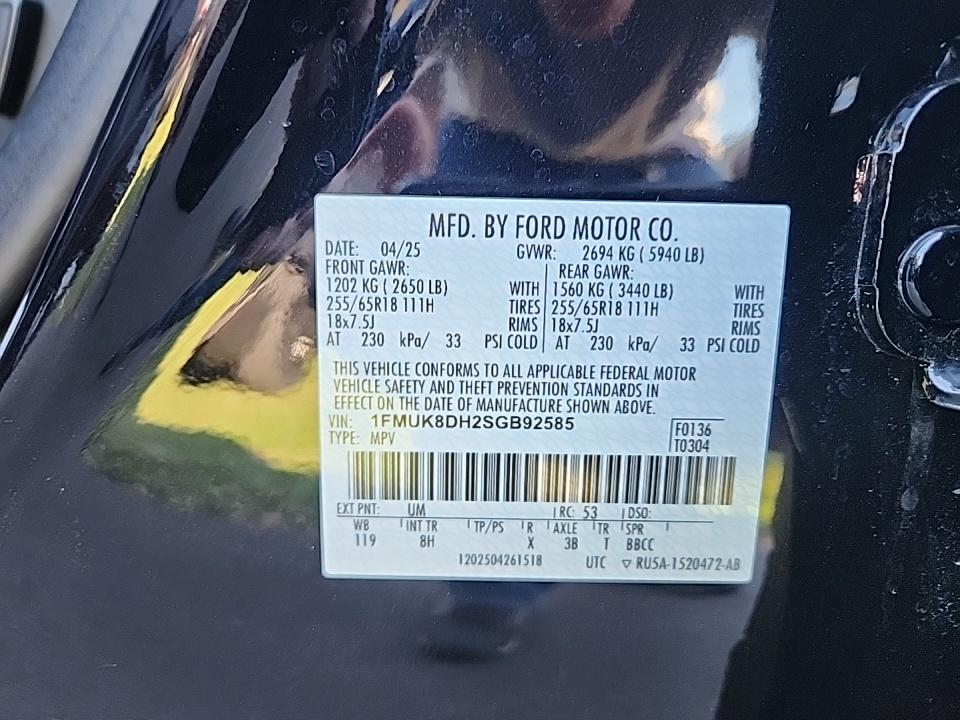 MFD. BY FORD MOTOR CO.
DATE: 04/25 GVWR: 2694 KG ( 5940 LB)
FRONT GAWR: REAR GAWR:
1202 KG ( 2650 LB) WITH 1560 KG ( 3440 LB) WITH
255/65R18 111H TIRES 255/65R18 111H TIRES
18x7.5J RIMS 18x7.5J RIMS
AT 230 kPa/ 33 PSI COLD AT 230 kPa/ 33 PSI COLD
THIS VEHICLE CONFORMS TO ALL APPLICABLE FEDERAL MOTOR
VEHICLE SAFETY AND THEFT PREVENTION STANDARDS IN
EFFECT ON THE DATE OF MANUFACTURE SHOWN ABOVE.
VIN: 1FMUK8DH2SGB92585 F0136
TYPE: MPV T0304
EXT PNT: UM RC: 53 DSO:
WB INT TR TP/PS R AXLE TR SPR
119 8H X 3B T BBCC
1202504261518 UTC ▽ RU5A-1520472-AB